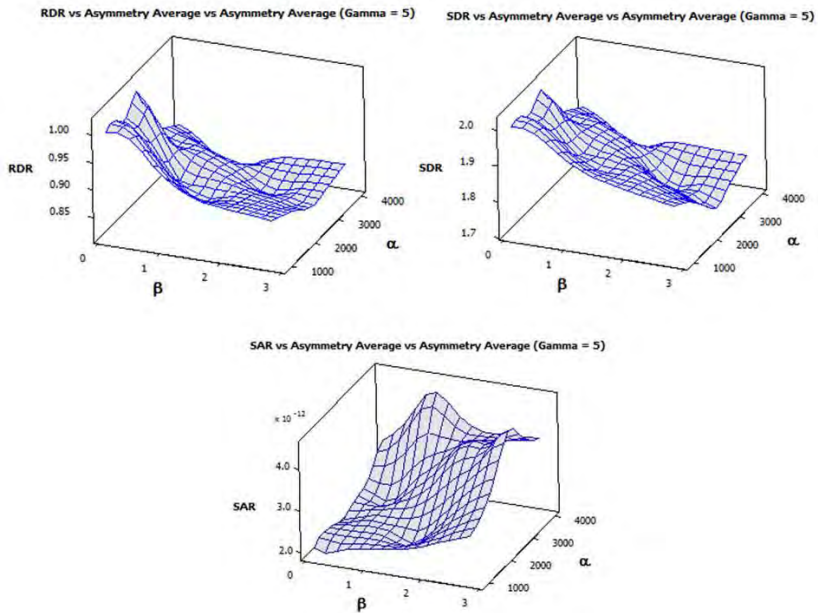 RDR vs Asymmetry Average vs Asymmetry Average (Gamma = 5)
1.00
0.95
0.90
0.85
RDR
0
1
2
3
β
1000
2000
3000
4000
α
SDR vs Asymmetry Average vs Asymmetry Average (Gamma = 5)
2.0
1.9
1.8
1.7
SDR
0
1
2
3
β
1000
2000
3000
4000
α
SAR vs Asymmetry Average vs Asymmetry Average (Gamma = 5)
x 10 -12
4.0
3.0
2.0
SAR
0
1
2
3
β
1000
2000
3000
4000
α